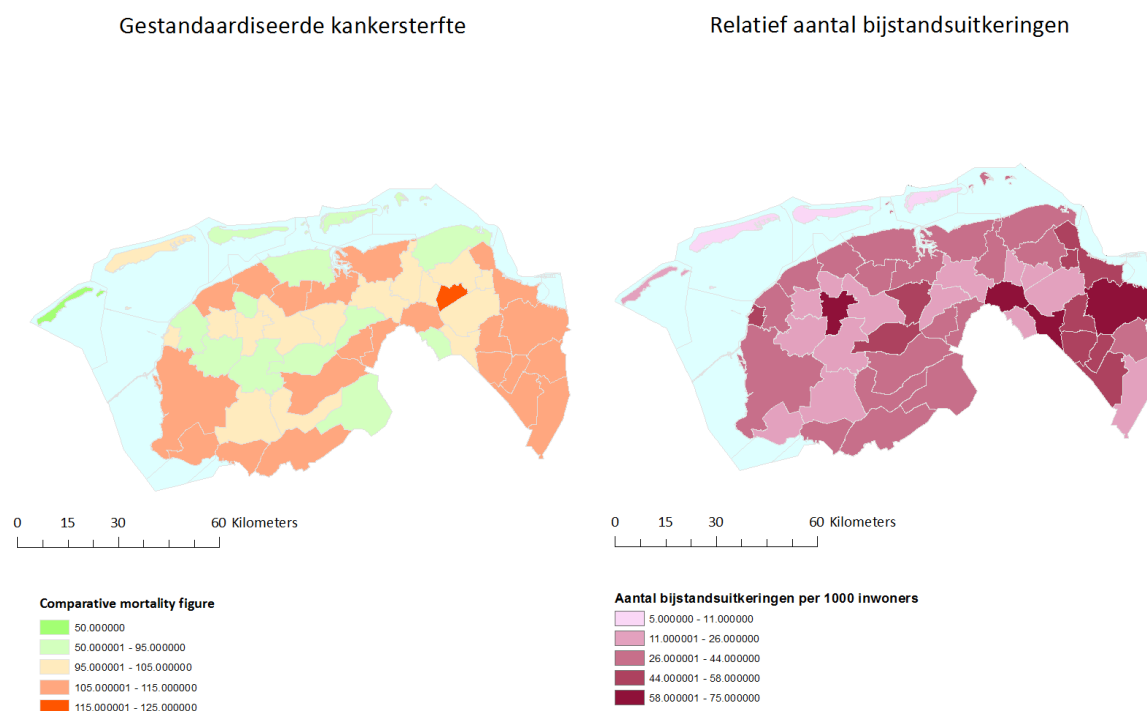 Gestandaardiseerde kankersterfte
Relatief aantal bijstandsuitkeringen
0 15 30 60 Kilometers
0 15 30 60 Kilometers
Comparative mortality figure
50.000000
50.000001 - 95.000000
95.000001 - 105.000000
105.000001 - 115.000000
115.000001 - 125.000000
Aantal bijstandsuitkeringen per 1000 inwoners
5.000000 - 11.000000
11.000001 - 26.000000
26.000001 - 44.000000
44.000001 - 58.000000
58.000001 - 75.000000